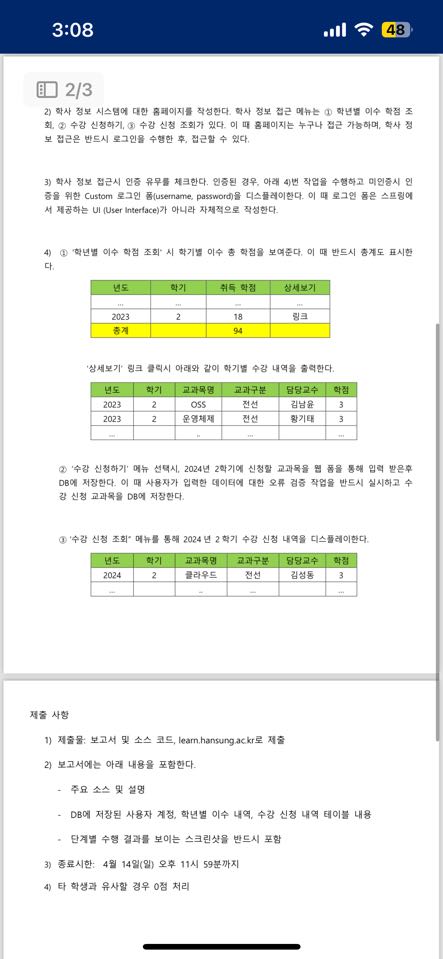 3:08
48
2/3
2) 학사 정보 시스템에 대한 홈페이지를 작성한다. 학사 정보 접근 메뉴는 ① 학년별 이수 학점 조
회, ② 수강 신청하기, ③ 수강 신청 조회가 있다. 이 때 홈페이지는 누구나 접근 가능하며, 학사 정
보 접근은 반드시 로그인을 수행한 후, 접근할 수 있다.
3) 학사 정보 접근시 인증 유무를 체크한다. 인증된 경우, 아래 4)번 작업을 수행하고 미인증시 인
증을 위한 Custom 로그인 폼(username, password)을 디스플레이한다. 이 때 로그인 폼은 스프링에
서 제공하는 UI (User Interface)가 아니라 자체적으로 작성한다.
4) ① '학년별 이수 학점 조회' 시 학기별 이수 총 학점을 보여준다. 이 때 반드시 총계도 표시한
다.
년도 학기 취득 학점 상세보기
... ... ... ...
2023 2 18 링크
총계 94
'상세보기' 링크 클릭시 아래와 같이 학기별 수강 내역을 출력한다.
년도 학기 교과목명 교과구분 담당교수 학점
2023 2 OSS 전선 김남윤 3
2023 2 운영체제 전선 황기태 3
... .. ... ...
② '수강 신청하기' 메뉴 선택시, 2024년 2학기에 신청할 교과목을 웹 폼을 통해 입력 받은후
DB에 저장한다. 이 때 사용자가 입력한 데이터에 대한 오류 검증 작업을 반드시 실시하고 수
강 신청 교과목을 DB에 저장한다.
③ '수강 신청 조회" 메뉴를 통해 2024 년 2 학기 수강 신청 내역을 디스플레이한다.
년도 학기 교과목명 교과구분 담당교수 학점
2024 2 클라우드 전선 김성동 3
... .. ... ...
제출 사항
1) 제출물: 보고서 및 소스 코드, learn.hansung.ac.kr로 제출
2) 보고서에는 아래 내용을 포함한다.
- 주요 소스 및 설명
- DB에 저장된 사용자 계정, 학년별 이수 내역, 수강 신청 내역 테이블 내용
- 단계별 수행 결과를 보이는 스크린샷을 반드시 포함
3) 종료시한: 4월 14일(일) 오후 11시 59분까지
4) 타 학생과 유사할 경우 0점 처리